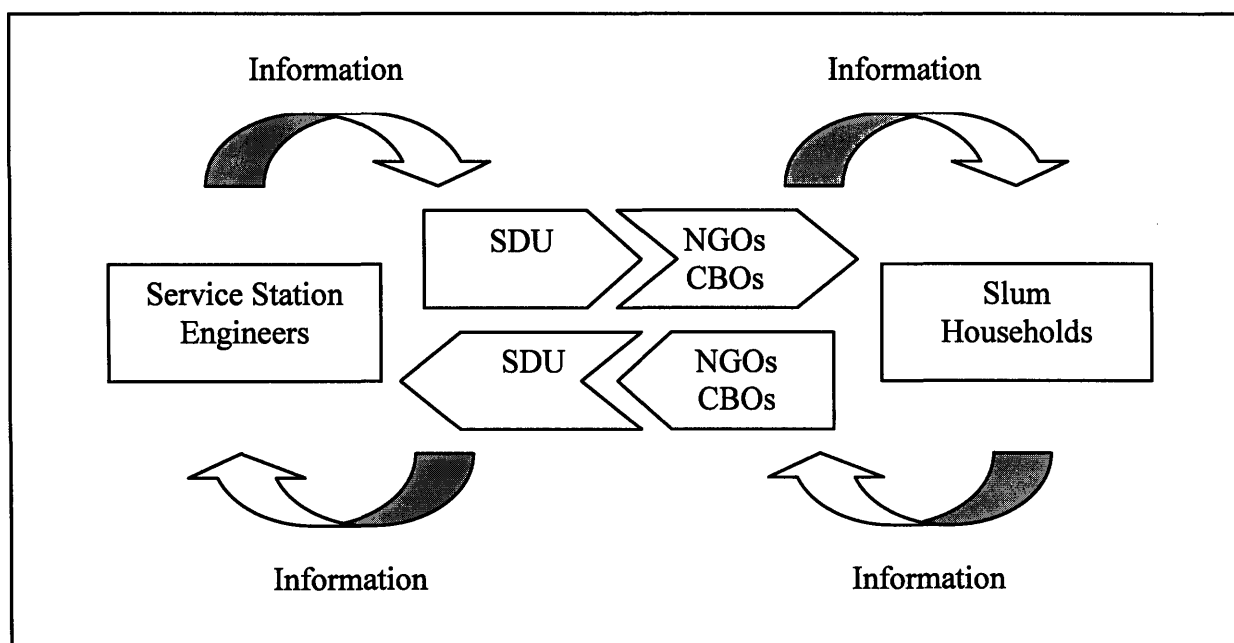 Information
Information
SDU
NGOs
CBOs
Service Station
Engineers
Slum
Households
SDU
NGOs
CBOs
Information
Information